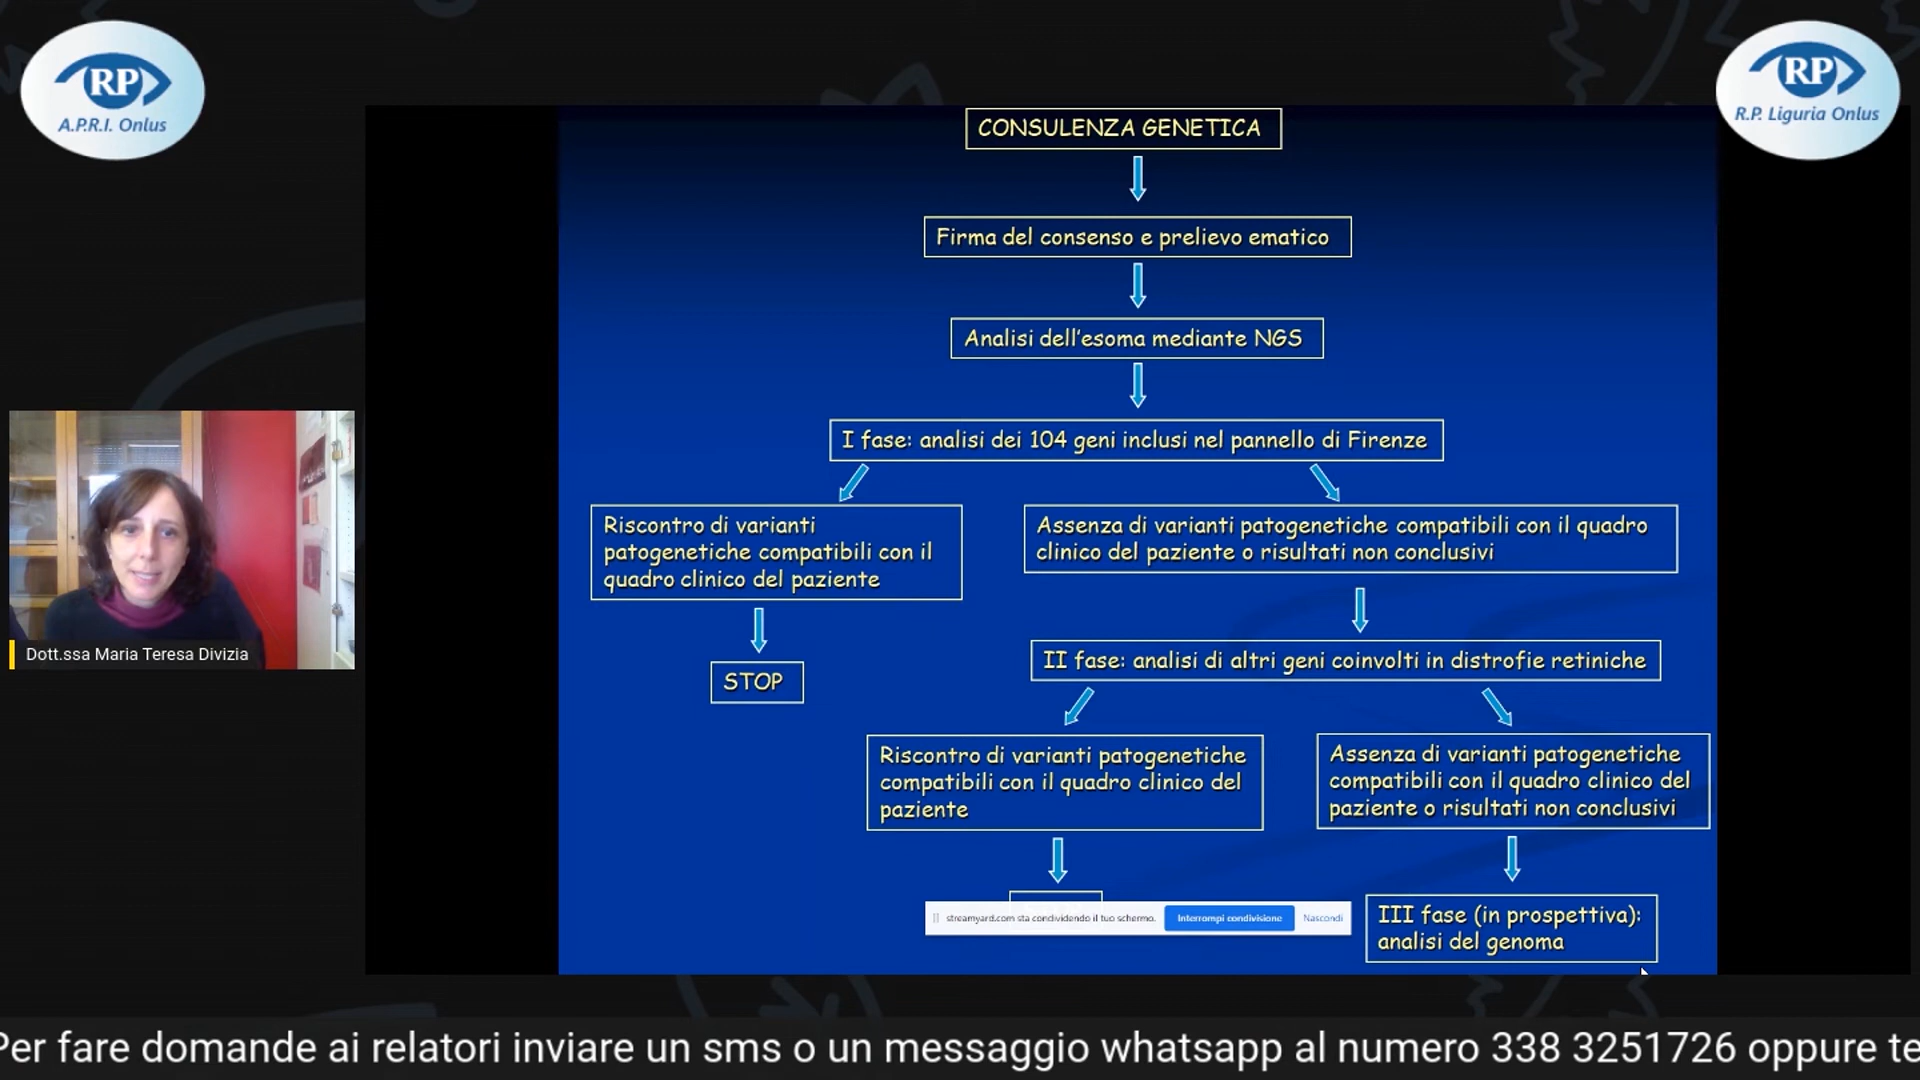 RP
A.P.R.I. Onlus
RP
R.P. Liguria Onlus
CONSULENZA GENETICA
Firma del consenso e prelievo ematico
Analisi dell'esoma mediante NGS
I fase: analisi dei 104 geni inclusi nel pannello di Firenze
Riscontro di varianti
patogenetiche compatibili con il
quadro clinico del paziente
Assenza di varianti patogenetiche compatibili con il quadro
clinico del paziente o risultati non conclusivi
STOP
II fase: analisi di altri geni coinvolti in distrofie retiniche
Riscontro di varianti patogenetiche
compatibili con il quadro clinico del
paziente
Assenza di varianti patogenetiche
compatibili con il quadro clinico del
paziente o risultati non conclusivi
streamyard.com sta condividendo il tuo schermo.
Interrompi condivisione
Nascondi
III fase (in prospettiva):
analisi del genoma
Dott.ssa Maria Teresa Divizia
Per fare domande ai relatori inviare un sms o un messaggio whatsapp al numero 338 3251726 oppure te